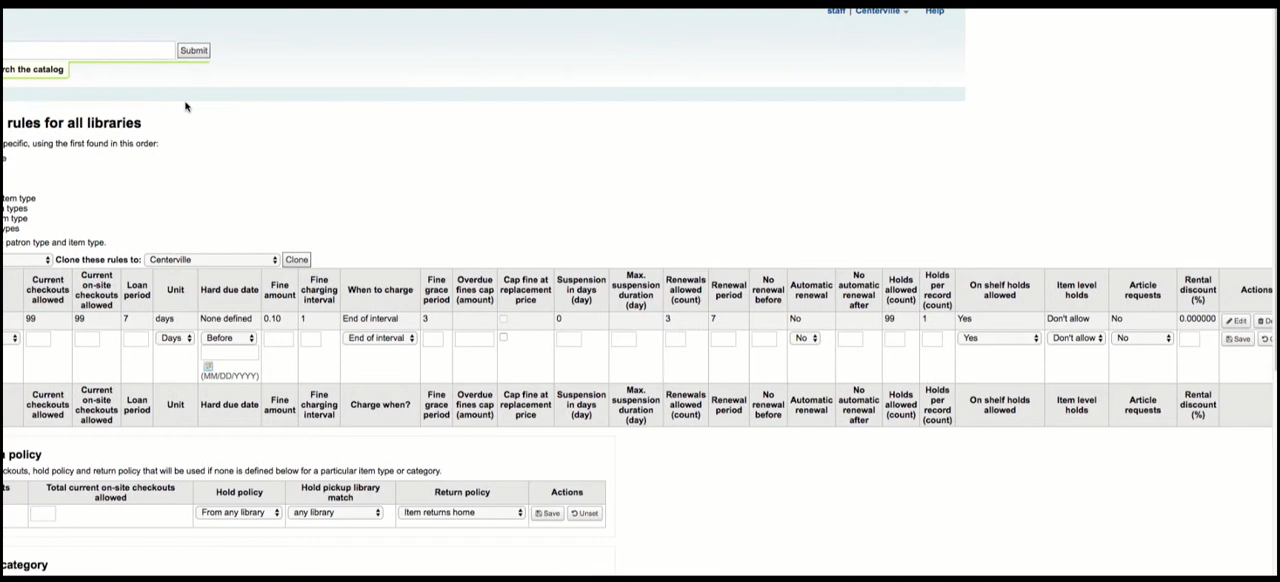 staff | Centerville Help
Submit
rch the catalog
rules for all libraries
pecific, using the first found in this order:
e
tem type
types
m type
ypes
patron type and item type.
Clone these rules to: Centerville Clone
Current checkouts allowed Current on-site checkouts allowed Loan period Unit Hard due date Fine amount Fine charging interval When to charge Fine grace period Overdue fines cap (amount) Cap fine at replacement price Suspension in days (day) Max. suspension duration (day) Renewals allowed (count) Renewal period No renewal before Automatic renewal No automatic renewal after Holds allowed (count) Holds per record (count) On shelf holds allowed Item level holds Article requests Rental discount (%) Actions
99 99 7 days None defined 0.10 1 End of interval 3 0 3 7 No 99 1 Yes Don't allow No 0.000000 Edit De
Days Before End of interval No Yes Don't allow No Save C
(MM/DD/YYYY)
Current checkouts allowed Current on-site checkouts allowed Loan period Unit Hard due date Fine amount Fine charging interval Charge when? Fine grace period Overdue fines cap (amount) Cap fine at replacement price Suspension in days (day) Max. suspension duration (day) Renewals allowed (count) Renewal period No renewal before Automatic renewal No automatic renewal after Holds allowed (count) Holds per record (count) On shelf holds allowed Item level holds Article requests Rental discount (%)
policy
ckouts, hold policy and return policy that will be used if none is defined below for a particular item type or category.
ts Total current on-site checkouts allowed Hold policy Hold pickup library match Return policy Actions
From any library any library Item returns home Save Unset
category